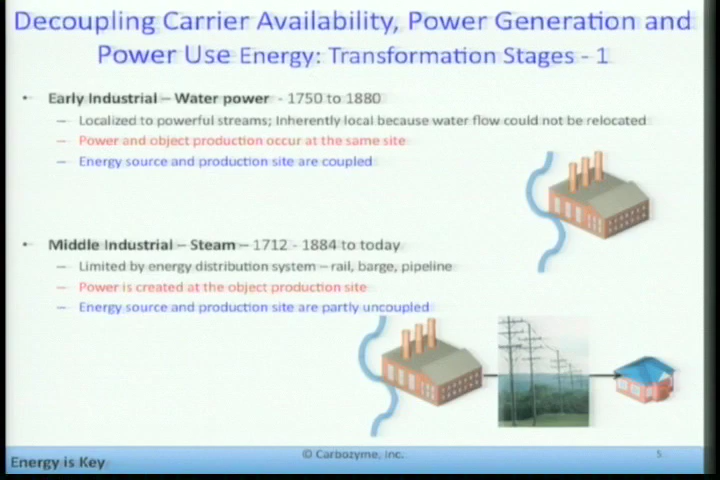 Decoupling Carrier Availability, Power Generation and
Power Use Energy: Transformation Stages - 1
• Early Industrial – Water power - 1750 to 1880
– Localized to powerful streams; Inherently local because water flow could not be relocated
– Power and object production occur at the same site
– Energy source and production site are coupled
• Middle Industrial – Steam – 1712 - 1884 to today
– Limited by energy distribution system – rail, barge, pipeline
– Power is created at the object production site
– Energy source and production site are partly uncoupled
Energy is Key
© Carbozyme, Inc.
5